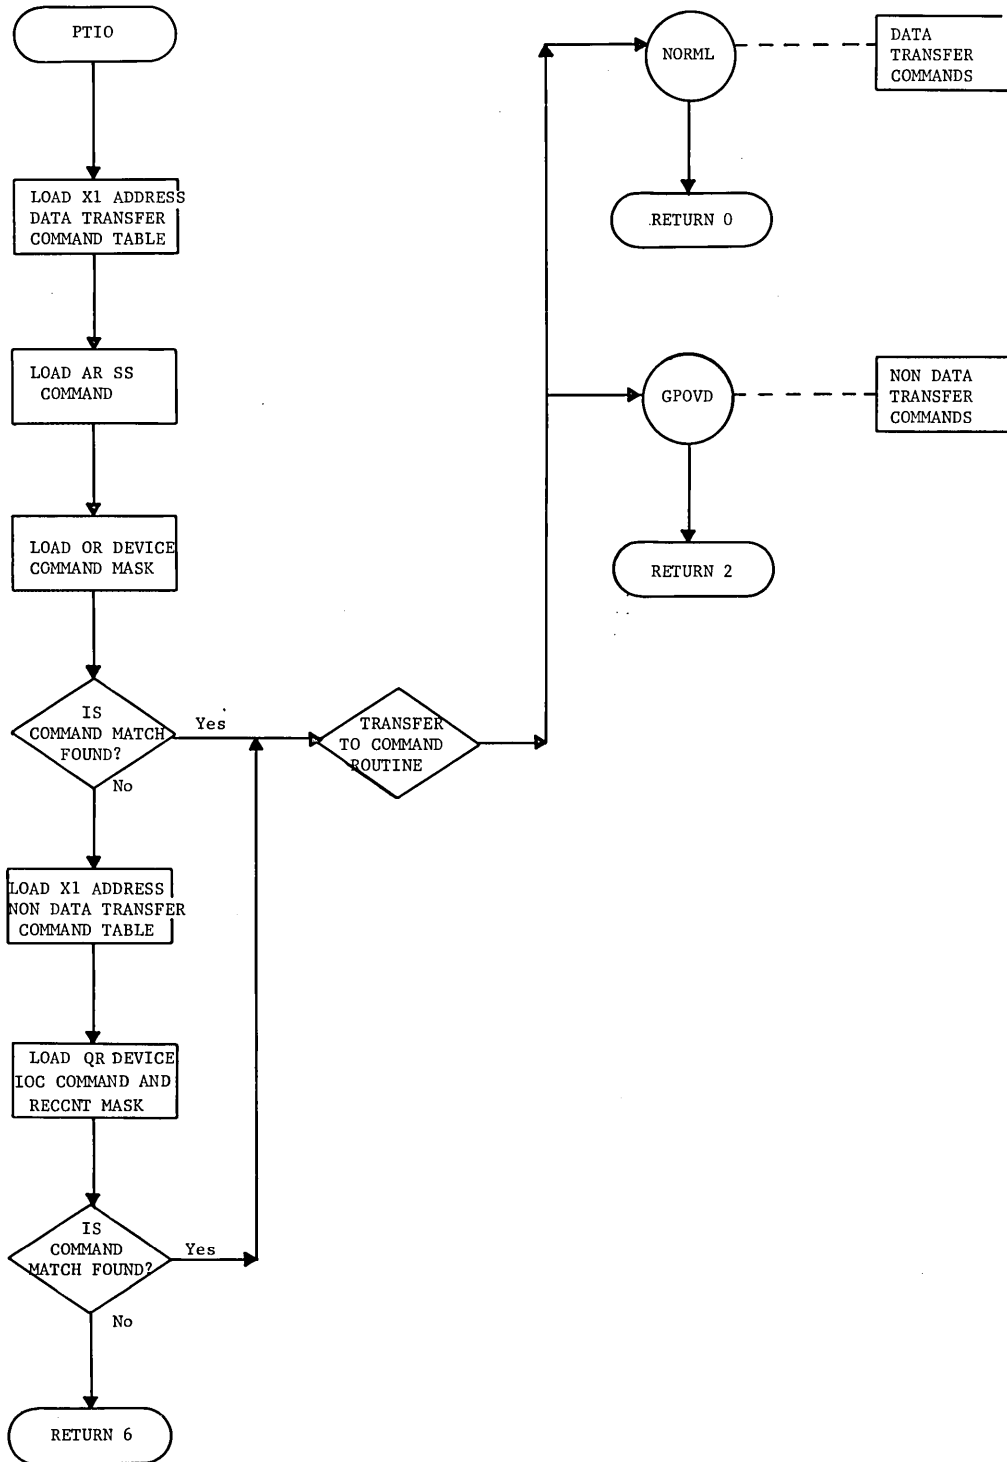 PTIO
LOAD X1 ADDRESS
DATA TRANSFER
COMMAND TABLE
LOAD AR SS
COMMAND
LOAD OR DEVICE
COMMAND MASK
IS
COMMAND MATCH
FOUND?
Yes
No
TRANSFER
TO COMMAND
ROUTINE
LOAD X1 ADDRESS
NON DATA TRANSFER
COMMAND TABLE
LOAD QR DEVICE
IOC COMMAND AND
RECCNT MASK
IS
COMMAND
MATCH FOUND?
Yes
No
RETURN 6
NORML
DATA
TRANSFER
COMMANDS
RETURN 0
GPOVD
NON DATA
TRANSFER
COMMANDS
RETURN 2